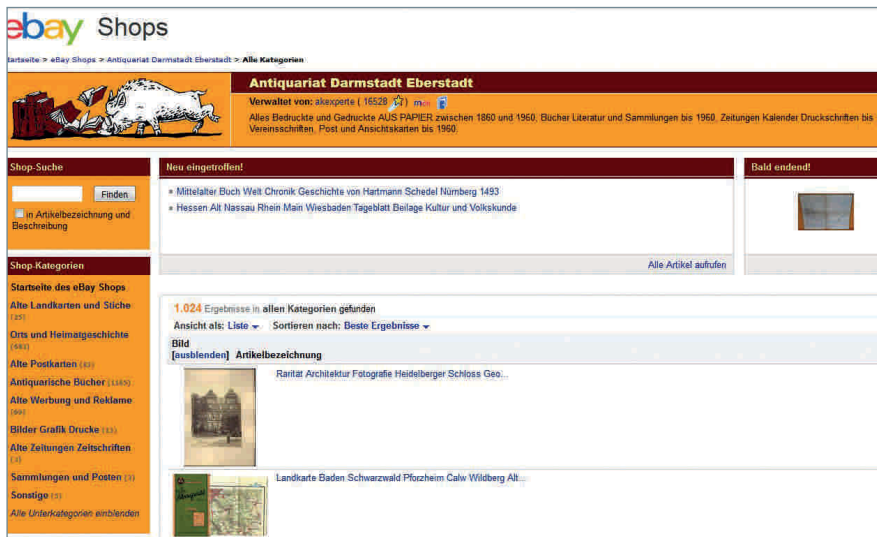 ebay Shops
tartseite > eBay Shops > Antiquariat Darmstadt Eberstadt > Alle Kategorien
Antiquariat Darmstadt Eberstadt
Verwaltet von: akexperte ( 16528 ) me
Alles Bedruckte und Gedruckte AUS PAPIER zwischen 1860 und 1960, Bücher Literatur und Sammlungen bis 1960, Zeitungen Kalender Druckschriften bis
Vereinsschriften, Post und Ansichtskarten bis 1960.
Shop-Suche
Finden
in Artikelbezeichnung und
Beschreibung
Shop-Kategorien
Startseite des eBay Shops
Alte Landkarten und Stiche
(25)
Orts und Heimatgeschichte
Alte Postkarten
Antiquarische Bücher
Alte Werbung und Reklame
Bilder Grafik Drucke
Alte Zeitungen Zeitschriften
(3)
Sammlungen und Posten (3)
Sonstige
Alle Unterkategorien einblenden
Neu eingetroffen!
Mittelalter Buch Welt Chronik Geschichte von Hartmann Schedel Nürnberg 1493
Hessen Alt Nassau Rhein Main Wiesbaden Tageblatt Beilage Kultur und Volkskunde
Alle Artikel aufrufen
Bald endend!
1.024 Ergebnisse in allen Kategorien gefunden
Ansicht als: Liste Sortieren nach: Beste Ergebnisse
Bild
[ausblenden] Artikelbezeichnung
Rarität Architektur Fotografie Heidelberger Schloss Geo...
Landkarte Baden Schwarzwald Pforzheim Calw Wildberg Alt...